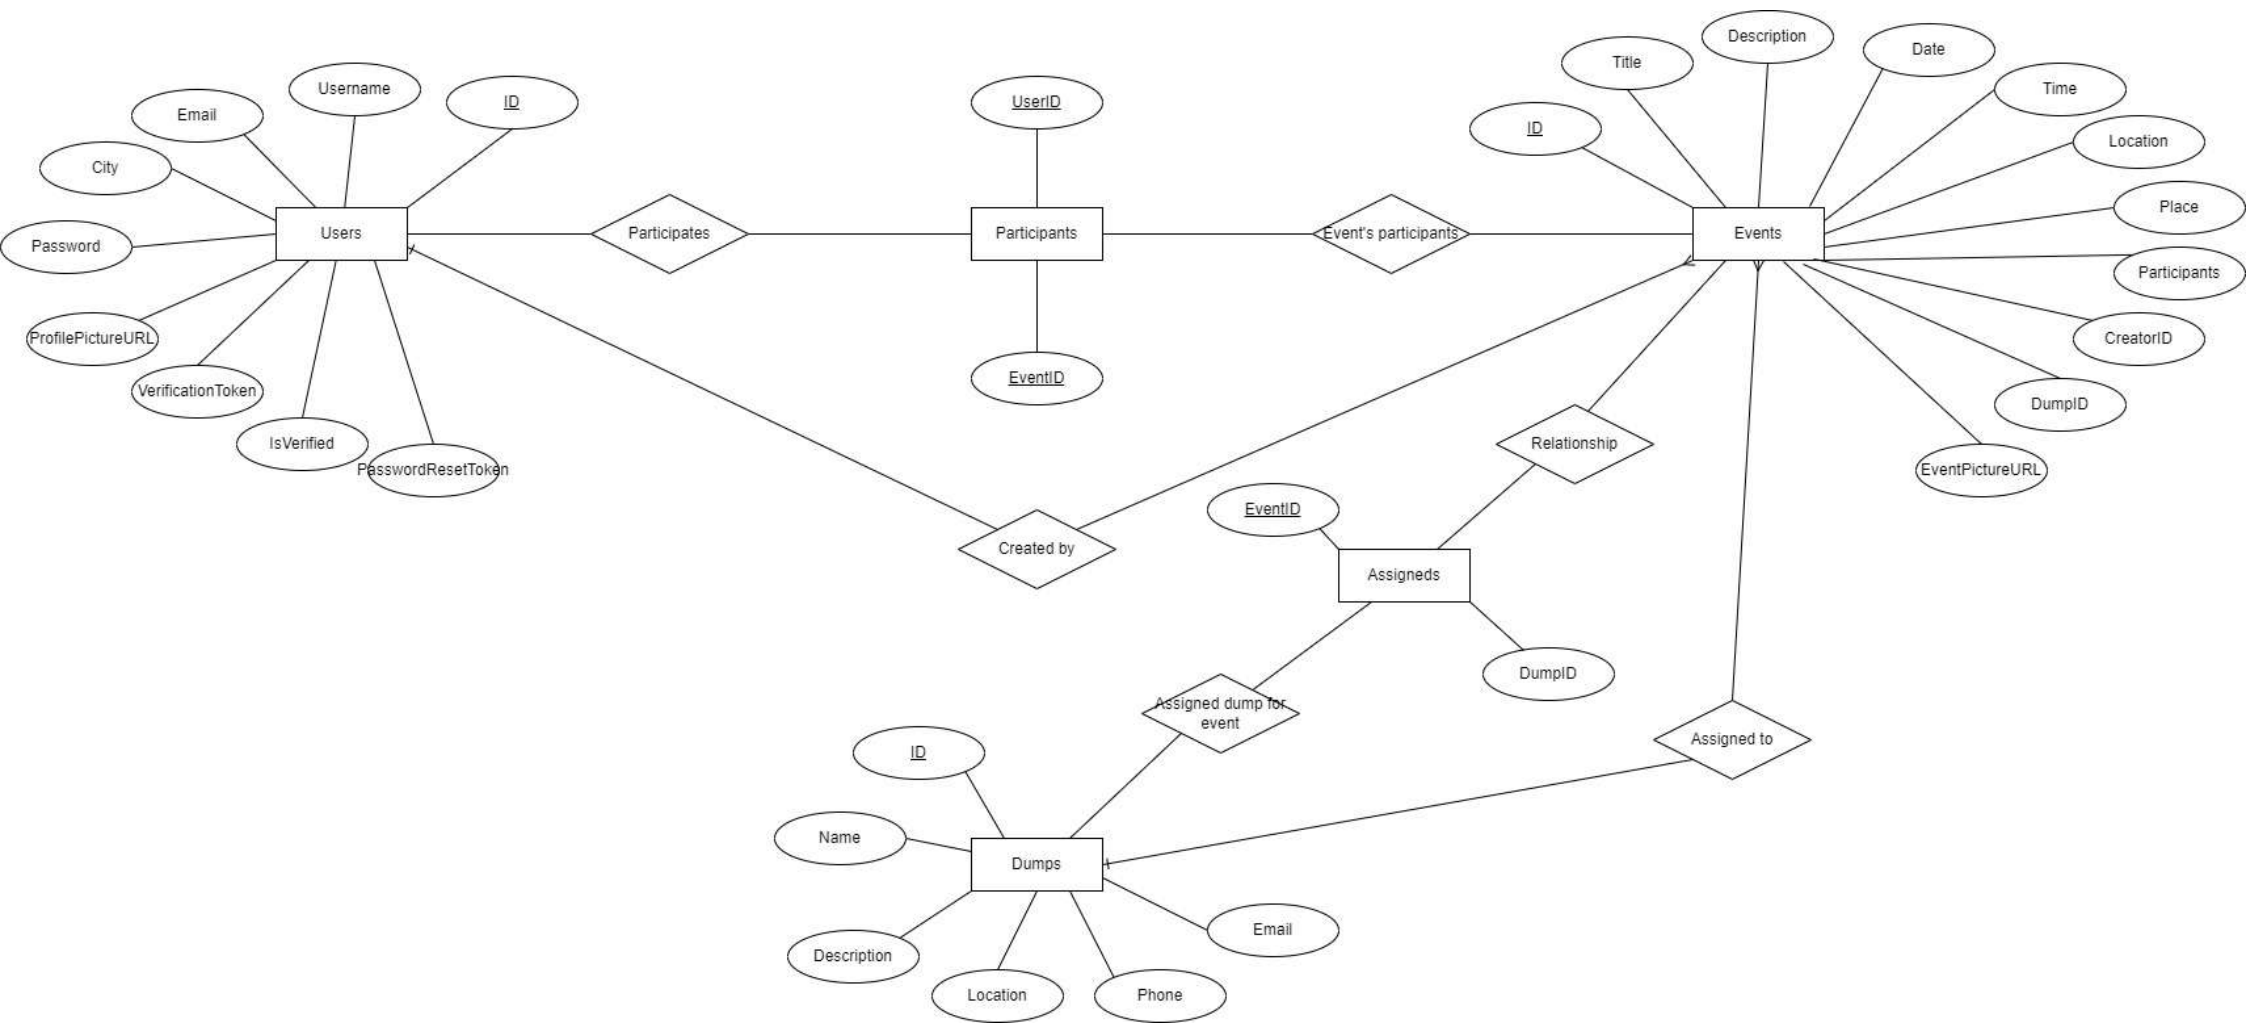 Description
Date
Title
Time
Username
ID
UserID
Email
ID
Location
City
Place
Users
Participates
Participants
Event's participants
Events
Password
Participants
ProfilePictureURL
CreatorID
EventID
VerificationToken
DumpID
IsVerified
Relationship
PasswordResetToken
EventPictureURL
EventID
Created by
Assigneds
DumpID
Assigned dump for
event
Assigned to
ID
Name
Dumps
Email
Description
Location
Phone